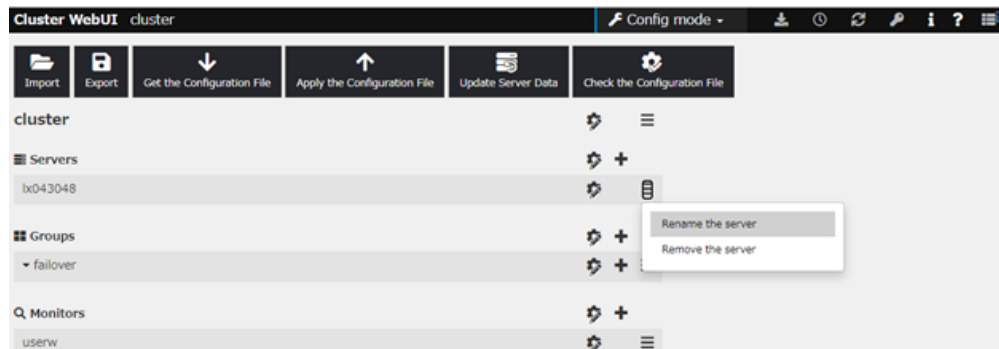 Cluster WebUI cluster Config mode
Import Export Get the Configuration File Apply the Configuration File Update Server Data Check the Configuration File
cluster
Servers
lx043048
Rename the server
Groups
Remove the server
failover
Monitors
userw